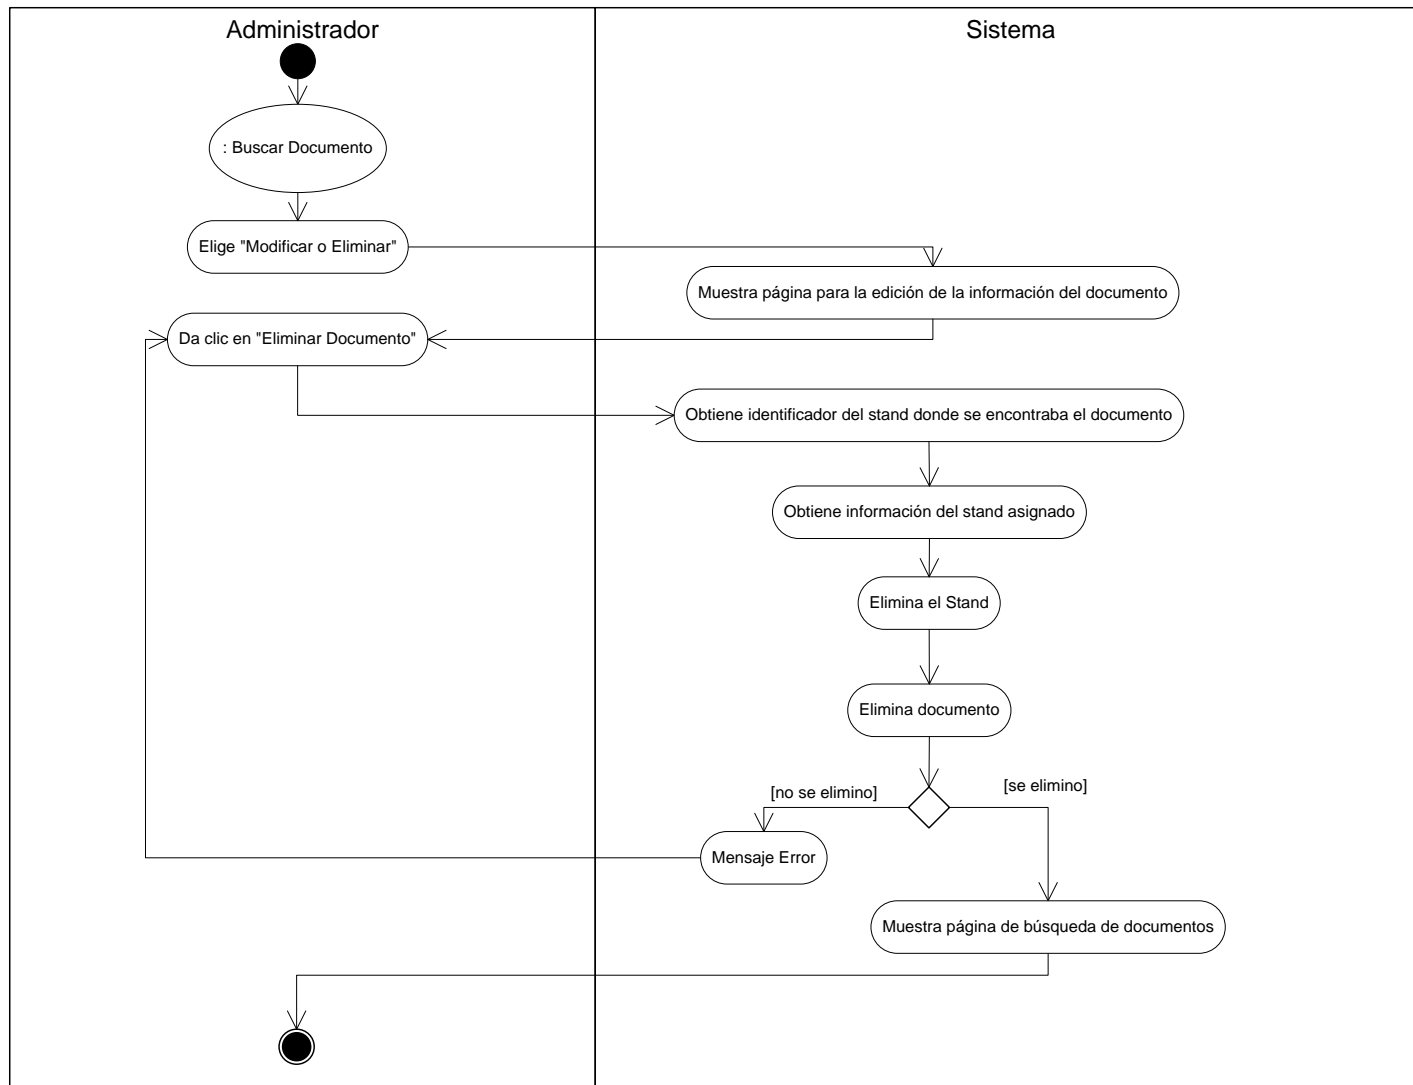 Administrador
Sistema
: Buscar Documento
Elige "Modificar o Eliminar"
Muestra página para la edición de la información del documento
Da clic en "Eliminar Documento"
Obtiene identificador del stand donde se encontraba el documento
Obtiene información del stand asignado
Elimina el Stand
Elimina documento
[no se elimino]
[se elimino]
Mensaje Error
Muestra página de búsqueda de documentos